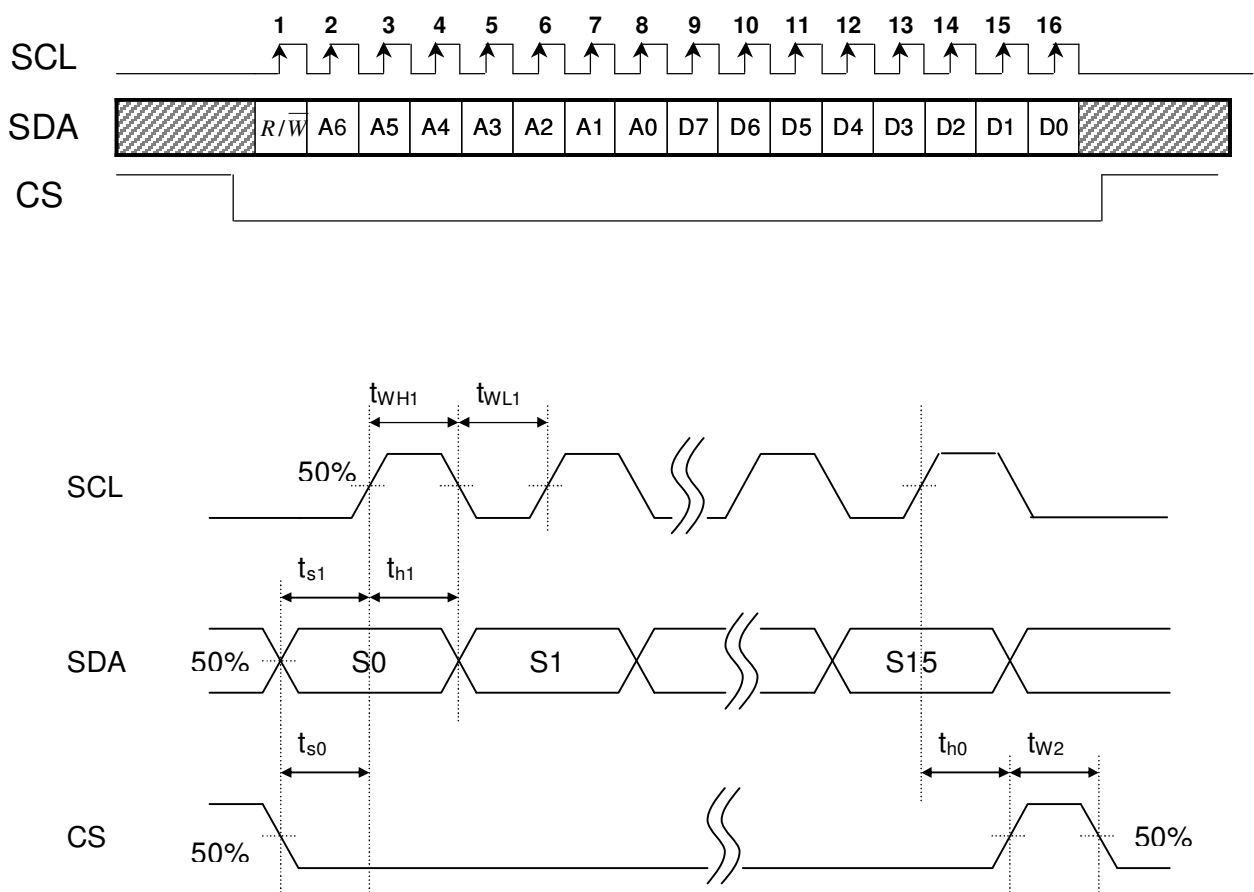 1 2 3 4 5 6 7 8 9 10 11 12 13 14 15 16
SCL
SDA R/W̅ A6 A5 A4 A3 A2 A1 A0 D7 D6 D5 D4 D3 D2 D1 D0
CS
tWH1 tWL1
50%
SCL
ts1 th1
SDA 50% S0 S1 S15
ts0 th0 tW2
CS 50% 50%